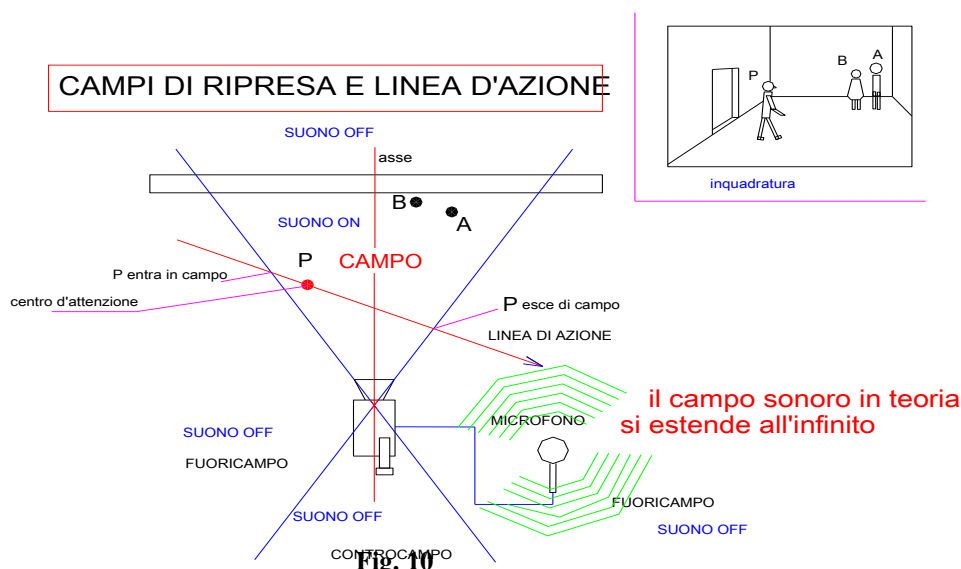 CAMPI DI RIPRESA E LINEA D'AZIONE
A
B
P
inquadratura
SUONO OFF
asse
B
A
SUONO ON
P
CAMPO
P entra in campo
centro d'attenzione
P esce di campo
LINEA DI AZIONE
il campo sonoro in teoria
si estende all'infinito
MICROFONO
SUONO OFF
FUORICAMPO
FUORICAMPO
SUONO OFF
SUONO OFF
CONTROCAMPO
Fig. 10